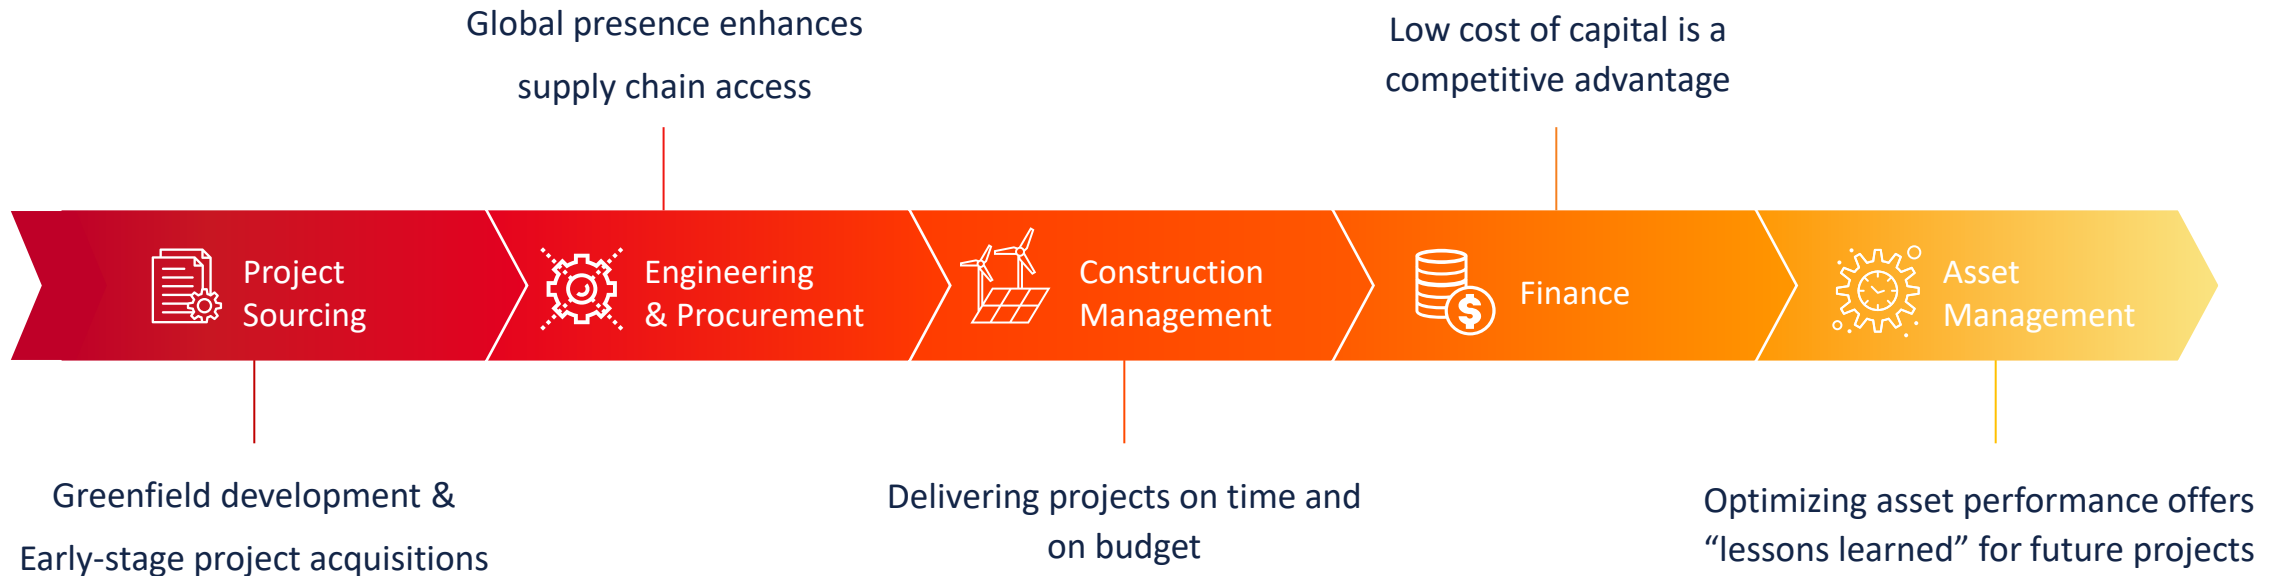 Global presence enhances
supply chain access
Low cost of capital is a
competitive advantage
Project
Sourcing
Engineering
& Procurement
Construction
Management
Finance
$
Asset
Management
Greenfield development &
Early-stage project acquisitions
Delivering projects on time and
on budget
Optimizing asset performance offers
“lessons learned” for future projects